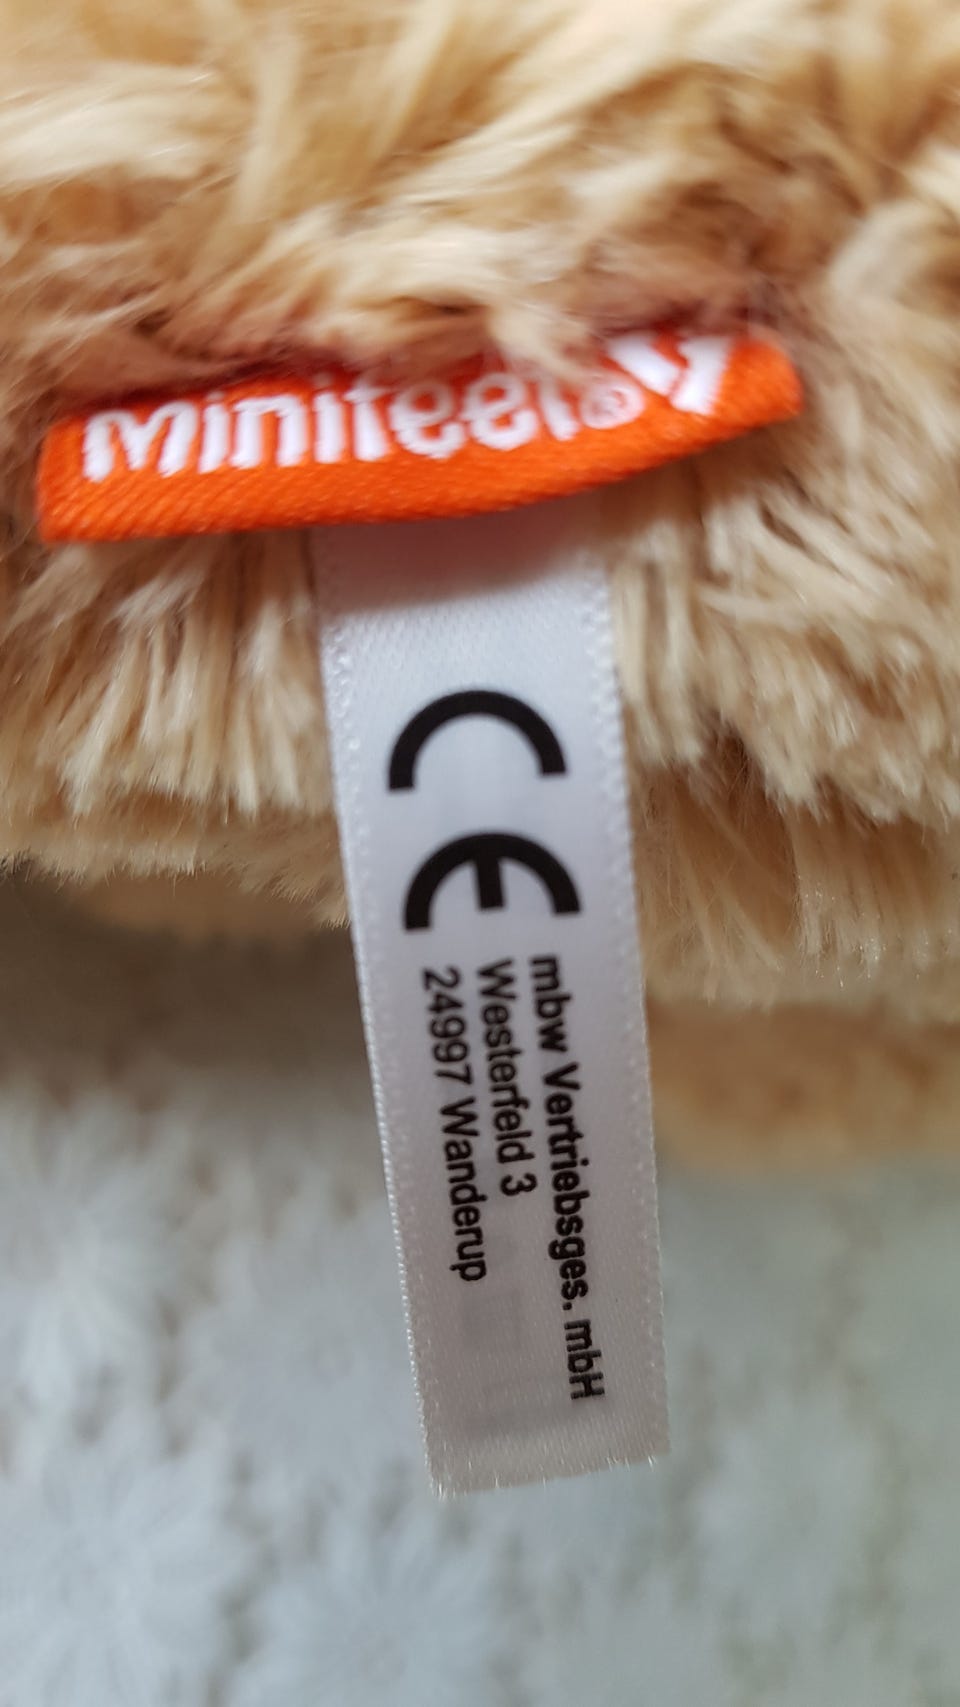 Minifeet®
CE
mbw Vertriebsges. mbH
Westerfeld 3
24997 Wanderup